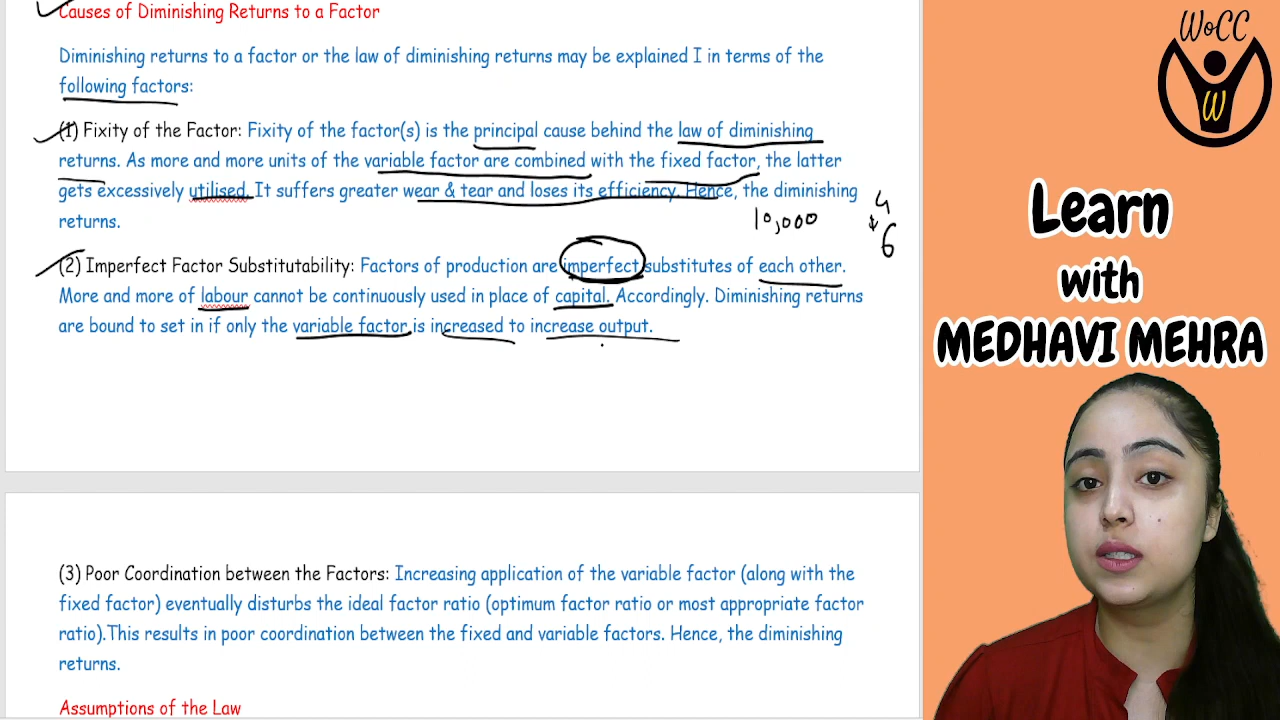 Causes of Diminishing Returns to a Factor
Diminishing returns to a factor or the law of diminishing returns may be explained I in terms of the
following factors:
(1) Fixity of the Factor: Fixity of the factor(s) is the principal cause behind the law of diminishing
returns. As more and more units of the variable factor are combined with the fixed factor, the latter
gets excessively utilised. It suffers greater wear & tear and loses its efficiency. Hence, the diminishing
returns.
10,000
4
6
(2) Imperfect Factor Substitutability: Factors of production are imperfect substitutes of each other.
More and more of labour cannot be continuously used in place of capital. Accordingly. Diminishing returns
are bound to set in if only the variable factor is increased to increase output.
(3) Poor Coordination between the Factors: Increasing application of the variable factor (along with the
fixed factor) eventually disturbs the ideal factor ratio (optimum factor ratio or most appropriate factor
ratio).This results in poor coordination between the fixed and variable factors. Hence, the diminishing
returns.
Assumptions of the Law
WoCC
W
Learn
with
MEDHAVI MEHRA